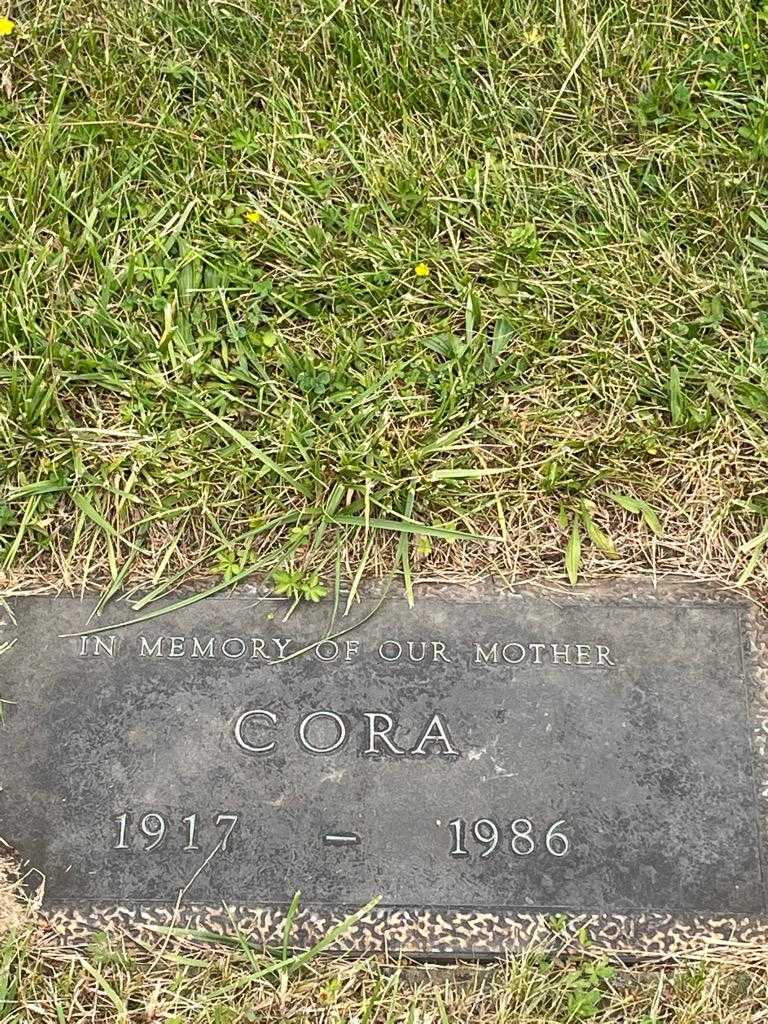 IN MEMORY OF OUR MOTHER
CORA
1917 - 1986